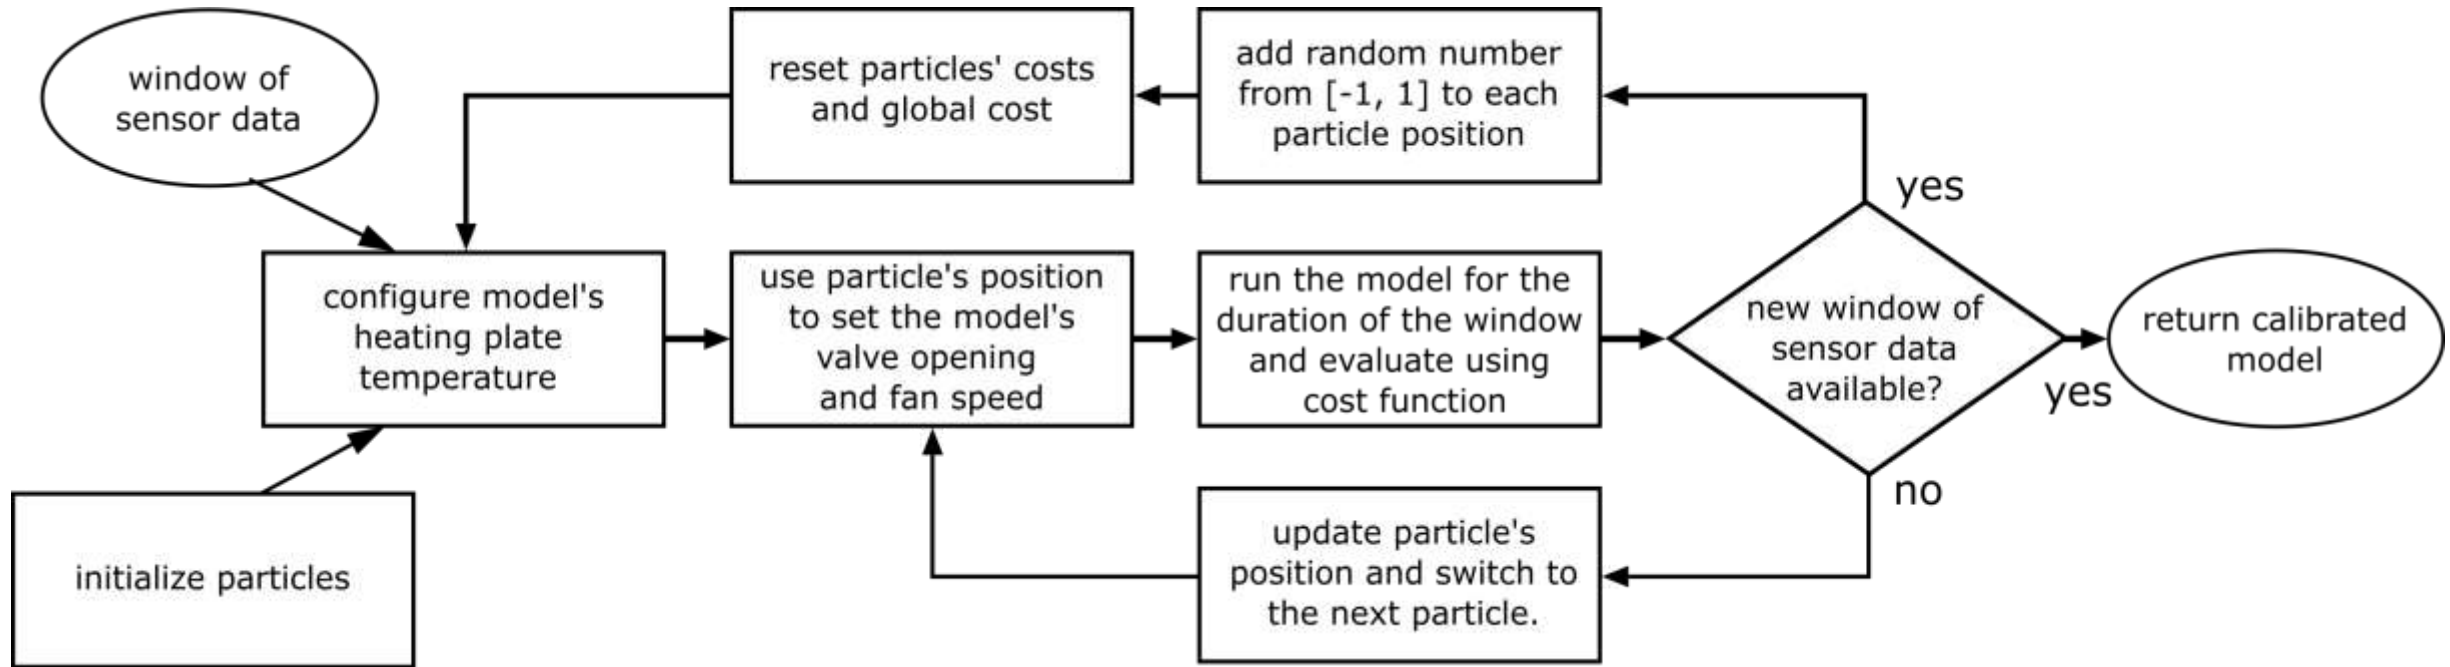 window of
sensor data
reset particles' costs
and global cost
add random number
from [-1, 1] to each
particle position
yes
configure model's
heating plate
temperature
use particle's position
to set the model's
valve opening
and fan speed
run the model for the
duration of the window
and evaluate using
cost function
new window of
sensor data
available?
yes
return calibrated
model
no
initialize particles
update particle's
position and switch to
the next particle.